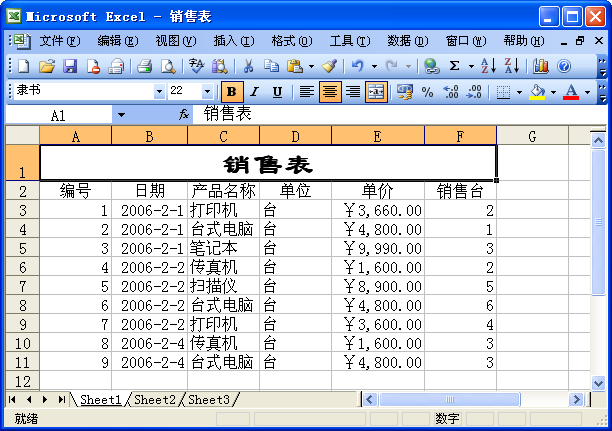 Microsoft Excel - 销售表
文件(F) 编辑(E) 视图(V) 插入(I) 格式(O) 工具(T) 数据(D) 窗口(W) 帮助(H)
隶书 22 B I U
A1 fx 销售表
A B C D E F G
1 销售表
2 编号 日期 产品名称 单位 单价 销售台
3 1 2006-2-1 打印机 台 ￥3,660.00 2
4 2 2006-2-1 台式电脑 台 ￥4,800.00 1
5 3 2006-2-1 笔记本 台 ￥9,990.00 3
6 4 2006-2-2 传真机 台 ￥1,600.00 2
7 5 2006-2-2 扫描仪 台 ￥8,900.00 5
8 6 2006-2-2 台式电脑 台 ￥4,800.00 6
9 7 2006-2-2 打印机 台 ￥3,600.00 4
10 8 2006-2-4 传真机 台 ￥1,600.00 3
11 9 2006-2-4 台式电脑 台 ￥4,800.00 3
12
Sheet1 Sheet2 Sheet3
就绪 数字